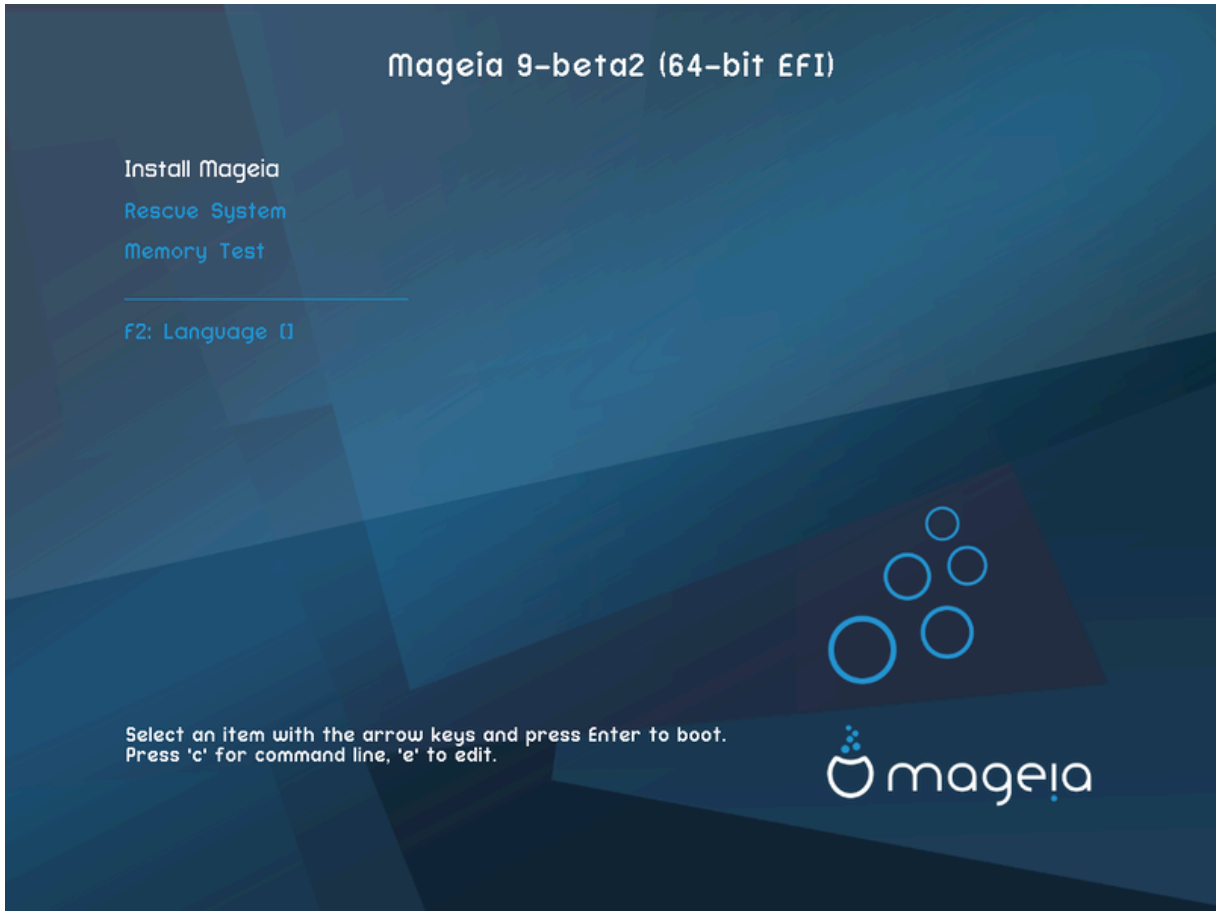 Mageia 9-beta2 (64-bit EFI)
Install Mageia
Rescue System
Memory Test
F2: Language []
Select an item with the arrow keys and press Enter to boot.
Press 'c' for command line, 'e' to edit.
mageia